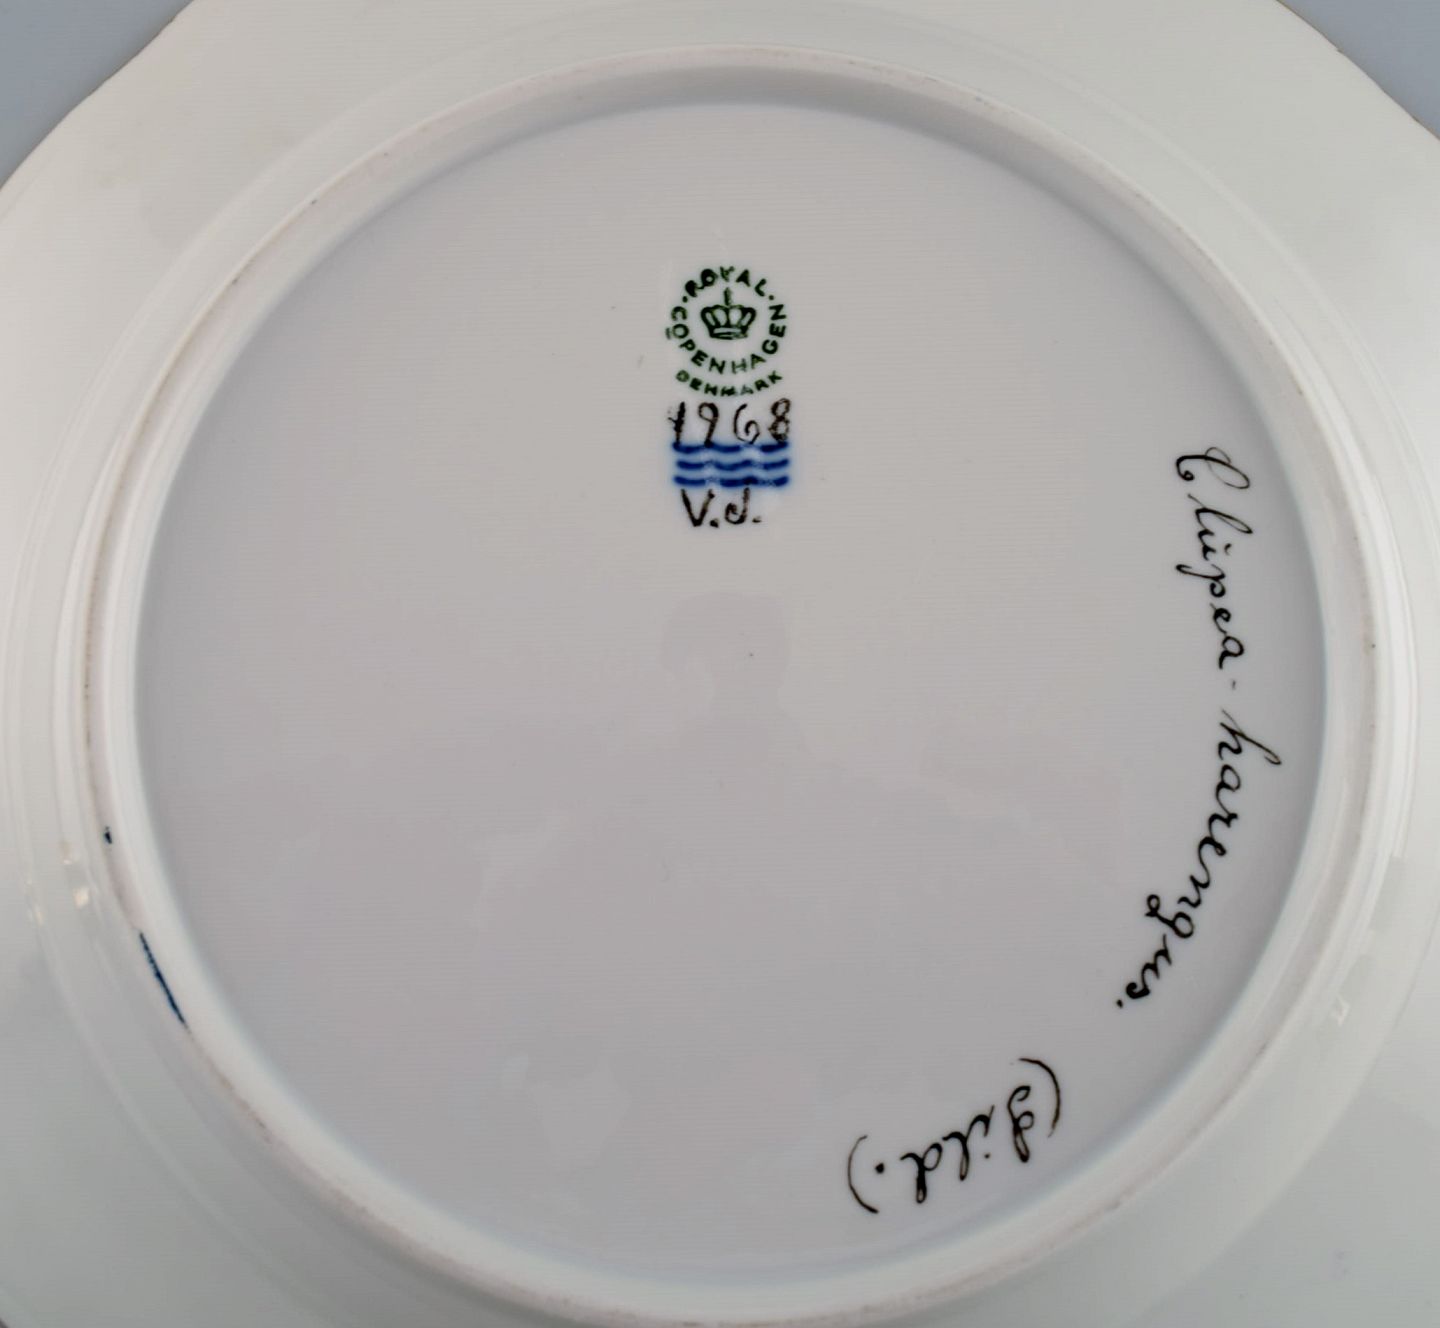 ROYAL
COPENHAGEN
DENMARK
1968
V.J.
Clupea-harengus.
(Sild.)